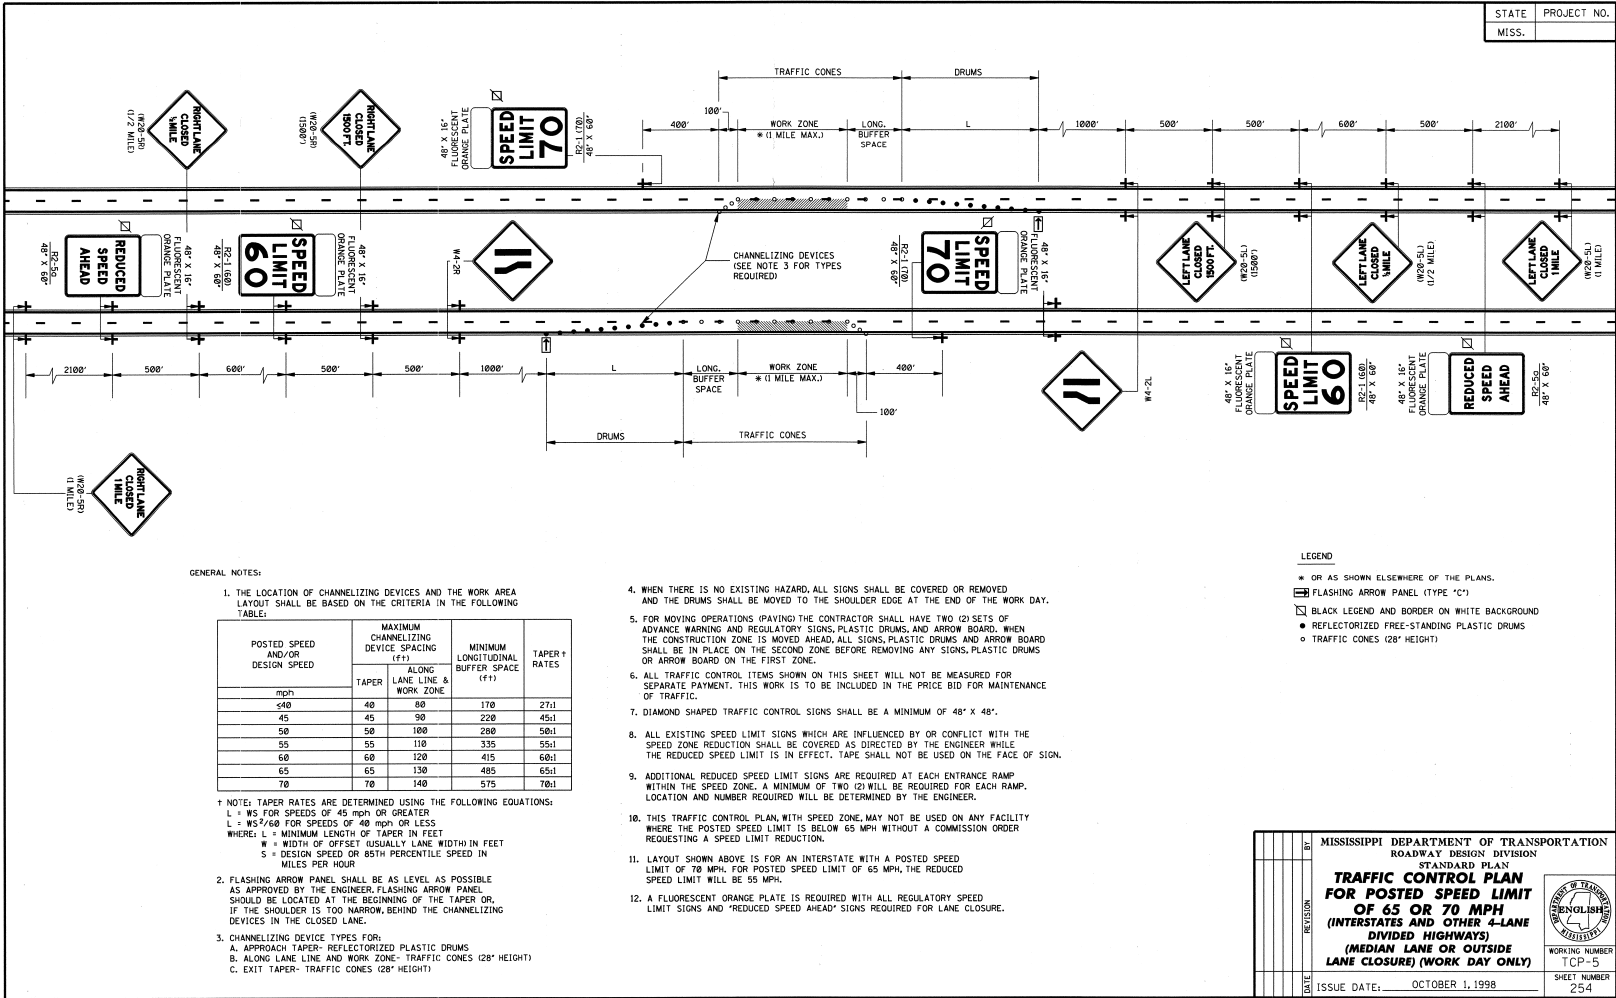 STATE PROJECT NO.
MISS.
TRAFFIC CONES DRUMS
400' 100' WORK ZONE LONG. L 1000' 500' 500' 600' 500' 2100'
* (1 MILE MAX.) BUFFER
SPACE
RIGHT LANE
CLOSED
½ MILE
(W20-5R)
(1/2 MILE)
RIGHT LANE
CLOSED
1500 FT.
(W20-5R)
(1500')
48" X 16"
FLUORESCENT
ORANGE PLATE
SPEED
LIMIT
70
R2-1 (70)
48" X 60"
R2-5a
48" X 60"
REDUCED
SPEED
AHEAD
48" X 16"
FLUORESCENT
ORANGE PLATE
R2-1 (60)
48" X 60"
SPEED
LIMIT
60
48" X 16"
FLUORESCENT
ORANGE PLATE
W4-2R
CHANNELIZING DEVICES
(SEE NOTE 3 FOR TYPES
REQUIRED)
R2-1 (70)
48" X 60"
SPEED
LIMIT
70
48" X 16"
FLUORESCENT
ORANGE PLATE
LEFT LANE
CLOSED
1500 FT.
(W20-5L)
(1500')
LEFT LANE
CLOSED
½ MILE
(W20-5L)
(1/2 MILE)
LEFT LANE
CLOSED
1 MILE
(W20-5L)
(1 MILE)
2100' 500' 600' 500' 500' 1000' L LONG. WORK ZONE 400'
BUFFER * (1 MILE MAX.)
SPACE
100'
DRUMS TRAFFIC CONES
W4-2L
48" X 16"
FLUORESCENT
ORANGE PLATE
SPEED
LIMIT
60
R2-1 (60)
48" X 60"
48" X 16"
FLUORESCENT
ORANGE PLATE
REDUCED
SPEED
AHEAD
R2-5a
48" X 60"
RIGHT LANE
CLOSED
1 MILE
(W20-5R)
(1 MILE)
LEGEND
* OR AS SHOWN ELSEWHERE OF THE PLANS.
FLASHING ARROW PANEL (TYPE "C")
BLACK LEGEND AND BORDER ON WHITE BACKGROUND
● REFLECTORIZED FREE-STANDING PLASTIC DRUMS
○ TRAFFIC CONES (28" HEIGHT)
GENERAL NOTES:
1. THE LOCATION OF CHANNELIZING DEVICES AND THE WORK AREA
LAYOUT SHALL BE BASED ON THE CRITERIA IN THE FOLLOWING
TABLE:
POSTED SPEED
AND/OR
DESIGN SPEED
mph
MAXIMUM
CHANNELIZING
DEVICE SPACING
(ft)
TAPER
ALONG
LANE LINE &
WORK ZONE
MINIMUM
LONGITUDINAL
BUFFER SPACE
(ft)
TAPER †
RATES
≤40 40 80 170 27:1
45 45 90 220 45:1
50 50 100 280 50:1
55 55 110 335 55:1
60 60 120 415 60:1
65 65 130 485 65:1
70 70 140 575 70:1
† NOTE: TAPER RATES ARE DETERMINED USING THE FOLLOWING EQUATIONS:
L = WS FOR SPEEDS OF 45 mph OR GREATER
L = WS²/60 FOR SPEEDS OF 40 mph OR LESS
WHERE: L = MINIMUM LENGTH OF TAPER IN FEET
W = WIDTH OF OFFSET (USUALLY LANE WIDTH) IN FEET
S = DESIGN SPEED OR 85TH PERCENTILE SPEED IN
MILES PER HOUR
2. FLASHING ARROW PANEL SHALL BE AS LEVEL AS POSSIBLE
AS APPROVED BY THE ENGINEER. FLASHING ARROW PANEL
SHOULD BE LOCATED AT THE BEGINNING OF THE TAPER OR,
IF THE SHOULDER IS TOO NARROW, BEHIND THE CHANNELIZING
DEVICES IN THE CLOSED LANE.
3. CHANNELIZING DEVICE TYPES FOR:
A. APPROACH TAPER- REFLECTORIZED PLASTIC DRUMS
B. ALONG LANE LINE AND WORK ZONE- TRAFFIC CONES (28" HEIGHT)
C. EXIT TAPER- TRAFFIC CONES (28" HEIGHT)
4. WHEN THERE IS NO EXISTING HAZARD, ALL SIGNS SHALL BE COVERED OR REMOVED
AND THE DRUMS SHALL BE MOVED TO THE SHOULDER EDGE AT THE END OF THE WORK DAY.
5. FOR MOVING OPERATIONS (PAVING) THE CONTRACTOR SHALL HAVE TWO (2) SETS OF
ADVANCE WARNING AND REGULATORY SIGNS, PLASTIC DRUMS, AND ARROW BOARD. WHEN
THE CONSTRUCTION ZONE IS MOVED AHEAD, ALL SIGNS, PLASTIC DRUMS AND ARROW BOARD
SHALL BE IN PLACE ON THE SECOND ZONE BEFORE REMOVING ANY SIGNS, PLASTIC DRUMS
OR ARROW BOARD ON THE FIRST ZONE.
6. ALL TRAFFIC CONTROL ITEMS SHOWN ON THIS SHEET WILL NOT BE MEASURED FOR
SEPARATE PAYMENT. THIS WORK IS TO BE INCLUDED IN THE PRICE BID FOR MAINTENANCE
OF TRAFFIC.
7. DIAMOND SHAPED TRAFFIC CONTROL SIGNS SHALL BE A MINIMUM OF 48" X 48".
8. ALL EXISTING SPEED LIMIT SIGNS WHICH ARE INFLUENCED BY OR CONFLICT WITH THE
SPEED ZONE REDUCTION SHALL BE COVERED AS DIRECTED BY THE ENGINEER WHILE
THE REDUCED SPEED LIMIT IS IN EFFECT. TAPE SHALL NOT BE USED ON THE FACE OF SIGN.
9. ADDITIONAL REDUCED SPEED LIMIT SIGNS ARE REQUIRED AT EACH ENTRANCE RAMP
WITHIN THE SPEED ZONE. A MINIMUM OF TWO (2) WILL BE REQUIRED FOR EACH RAMP.
LOCATION AND NUMBER REQUIRED WILL BE DETERMINED BY THE ENGINEER.
10. THIS TRAFFIC CONTROL PLAN, WITH SPEED ZONE, MAY NOT BE USED ON ANY FACILITY
WHERE THE POSTED SPEED LIMIT IS BELOW 65 MPH WITHOUT A COMMISSION ORDER
REQUESTING A SPEED LIMIT REDUCTION.
11. LAYOUT SHOWN ABOVE IS FOR AN INTERSTATE WITH A POSTED SPEED
LIMIT OF 70 MPH. FOR POSTED SPEED LIMIT OF 65 MPH, THE REDUCED
SPEED LIMIT WILL BE 55 MPH.
12. A FLUORESCENT ORANGE PLATE IS REQUIRED WITH ALL REGULATORY SPEED
LIMIT SIGNS AND "REDUCED SPEED AHEAD" SIGNS REQUIRED FOR LANE CLOSURE.
BY
REVISION
DATE
MISSISSIPPI DEPARTMENT OF TRANSPORTATION
ROADWAY DESIGN DIVISION
STANDARD PLAN
TRAFFIC CONTROL PLAN
FOR POSTED SPEED LIMIT
OF 65 OR 70 MPH
(INTERSTATES AND OTHER 4-LANE
DIVIDED HIGHWAYS)
(MEDIAN LANE OR OUTSIDE
LANE CLOSURE) (WORK DAY ONLY)
ISSUE DATE: OCTOBER 1, 1998
DEPARTMENT OF TRANSPORTATION
ENGLISH
MISSISSIPPI
WORKING NUMBER
TCP-5
SHEET NUMBER
254